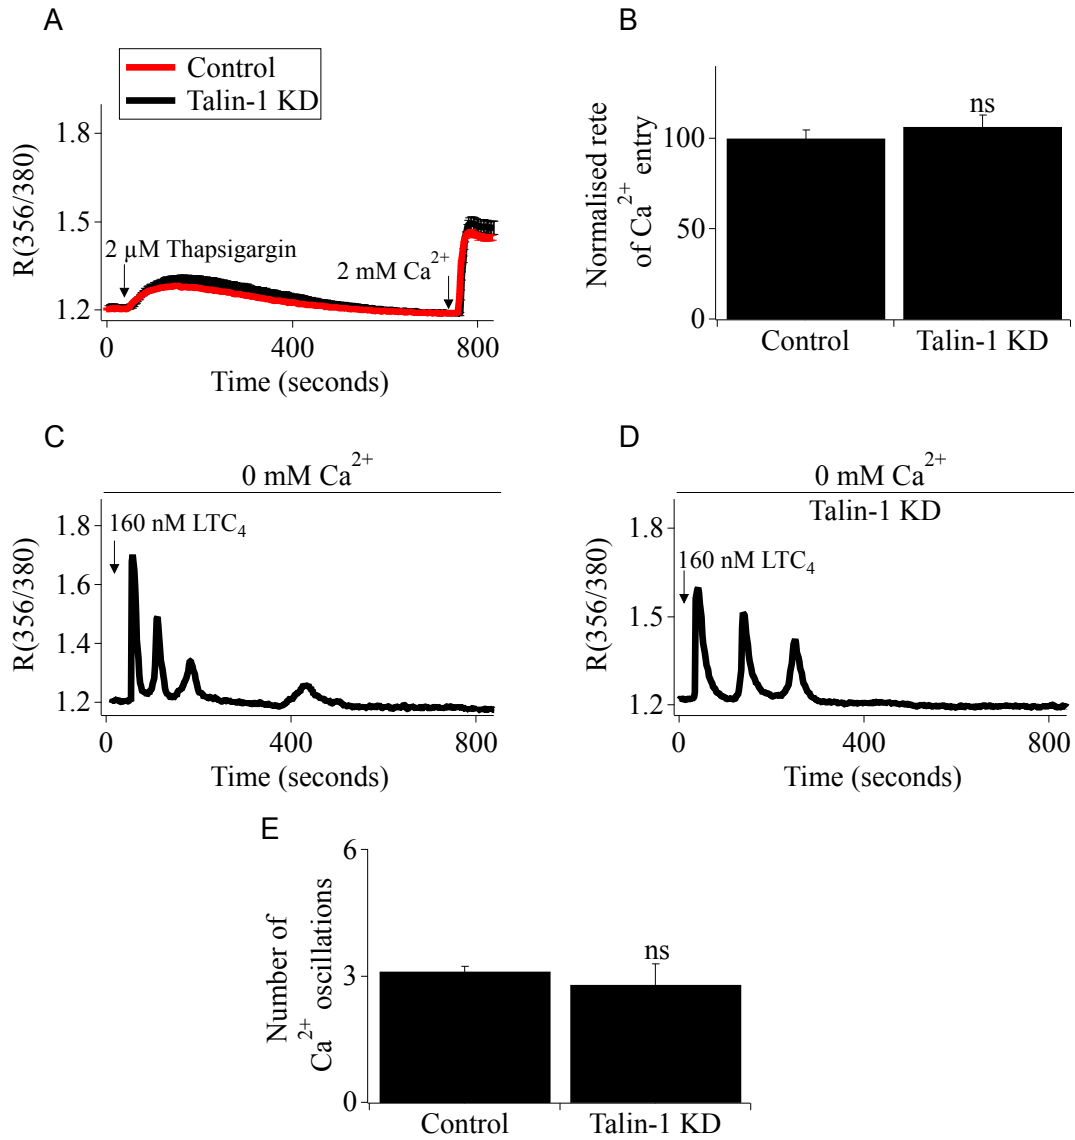 A
Control
Talin-1 KD
R(356/380)
1.8
1.5
1.2
2 µM Thapsigargin
2 mM Ca²⁺
0
400
800
Time (seconds)
B
Normalised rete
of Ca²⁺ entry
100
50
0
ns
Control
Talin-1 KD
C
0 mM Ca²⁺
160 nM LTC₄
R(356/380)
1.8
1.6
1.4
1.2
0
400
800
Time (seconds)
D
0 mM Ca²⁺
Talin-1 KD
160 nM LTC₄
R(356/380)
1.8
1.5
1.2
0
400
800
Time (seconds)
E
Number of
Ca²⁺ oscillations
6
3
0
ns
Control
Talin-1 KD